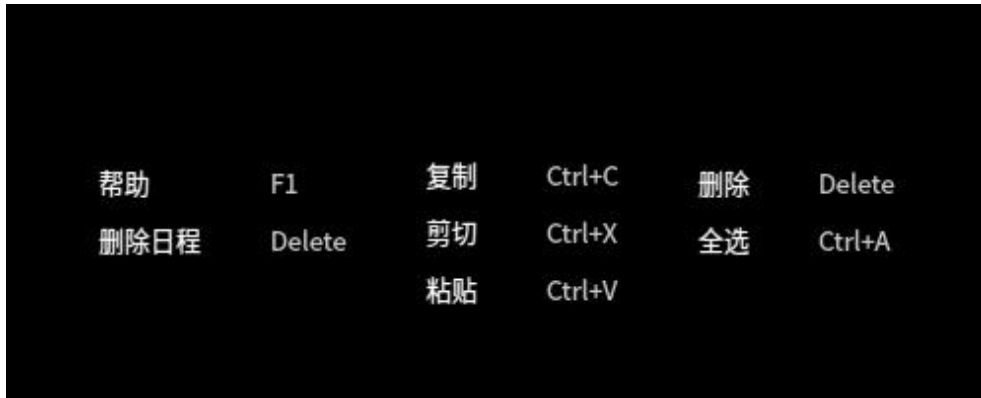 帮助 F1
删除日程 Delete
复制 Ctrl+C
剪切 Ctrl+X
粘贴 Ctrl+V
删除 Delete
全选 Ctrl+A